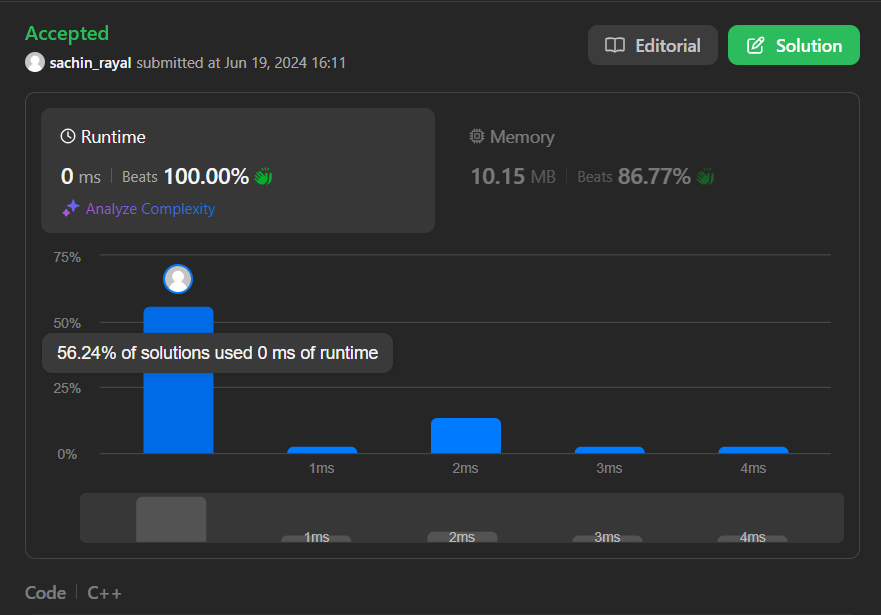 Accepted
Editorial
Solution
sachin_rayal submitted at Jun 19, 2024 16:11
Runtime
Memory
0 ms | Beats 100.00%
10.15 MB | Beats 86.77%
Analyze Complexity
75%
50%
56.24% of solutions used 0 ms of runtime
25%
0%
1ms 2ms 3ms 4ms
1ms 2ms 3ms 4ms
Code | C++